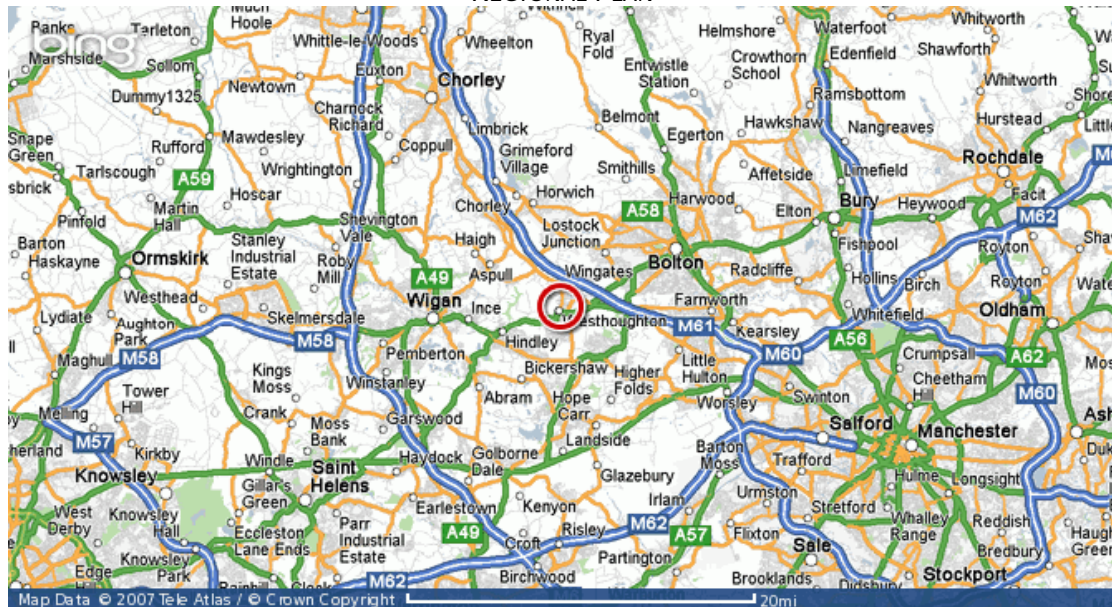 Much
Hoole
Whittle-le-Woods
Wheelton
Ryal
Fold
Helmshore
Waterfoot
Whitworth
Banks
Tarleton
bing
Marshside
Sollom
Euxton
Entwistle
Station
Crowthorn
School
Edenfield
Shawforth
Newtown
Chorley
Dummy1325
Ramsbottom
Whitworth
Charnock
Richard
Limbrick
Belmont
Egerton
Hawkshaw
Nangreaves
Hurstead
Snape
Green
Rufford
Mawdesley
Coppull
Grimeford
Village
Smithills
Affetside
Limefield
Rochdale
Tarlscough
Wrightington
A59
Hoscar
Horwich
Harwood
Facit
Martin
Hall
Chorley
A58
Elton
Bury
Heywood
M62
Pinfold
Shevington
Vale
Lostock
Junction
Barton
Haskayne
Ormskirk
Stanley
Industrial
Estate
Roby
Mill
Haigh
Aspull
A49
Wingates
Bolton
Radcliffe
Fishpool
Hollins
Birch
Royton
Royton
Westhead
Wigan
Ince
Farnworth
Oldham
Lydiate
Aughton
Park
Skelmersdale
M61
Kearsley
Whitefield
Maghull
M58
M58
Pemberton
Hindley
M60
A56
Crumpsall
A62
Kings
Moss
Bickershaw
Little
Hulton
Cheetham
Hill
M60
Tower
Hill
Winstanley
Abram
Higher
Folds
Swinton
Melling
Crank
Garswood
Hope
Carr
Worsley
M57
Moss
Bank
Landside
Salford
Manchester
Kirkby
Windle
Haydock
Golborne
Dale
Barton
Moss
Trafford
Knowsley
Gillar's
Green
Saint
Helens
Glazebury
Hulme
Longsight
West
Derby
Knowsley
Hall
Earlestown
Kenyon
Irlam
Urmston
Stretford
Eccleston
Lane Ends
Parr
Industrial
Estate
A49
Risley
M62
A57
Flixton
Whalley
Range
Reddish
Knowsley
Park
Croft
Partington
Sale
Bredbury
Edge
M62
Birchwood
Brooklands
Didsbury
Stockport
Map Data © 2007 Tele Atlas / © Crown Copyright
20mi